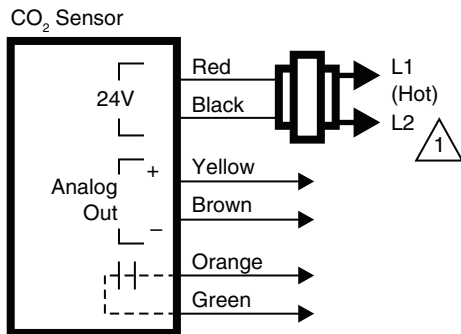 CO₂ Sensor
Red
L1
(Hot)
24V
Black
L2
1
Yellow
+
Analog
Out
Brown
–
Orange
Green